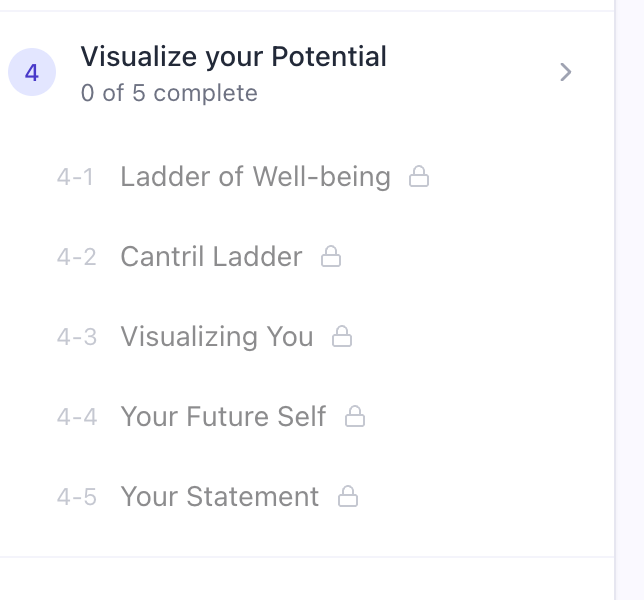 4
Visualize your Potential
0 of 5 complete
4-1 Ladder of Well-being
4-2 Cantril Ladder
4-3 Visualizing You
4-4 Your Future Self
4-5 Your Statement